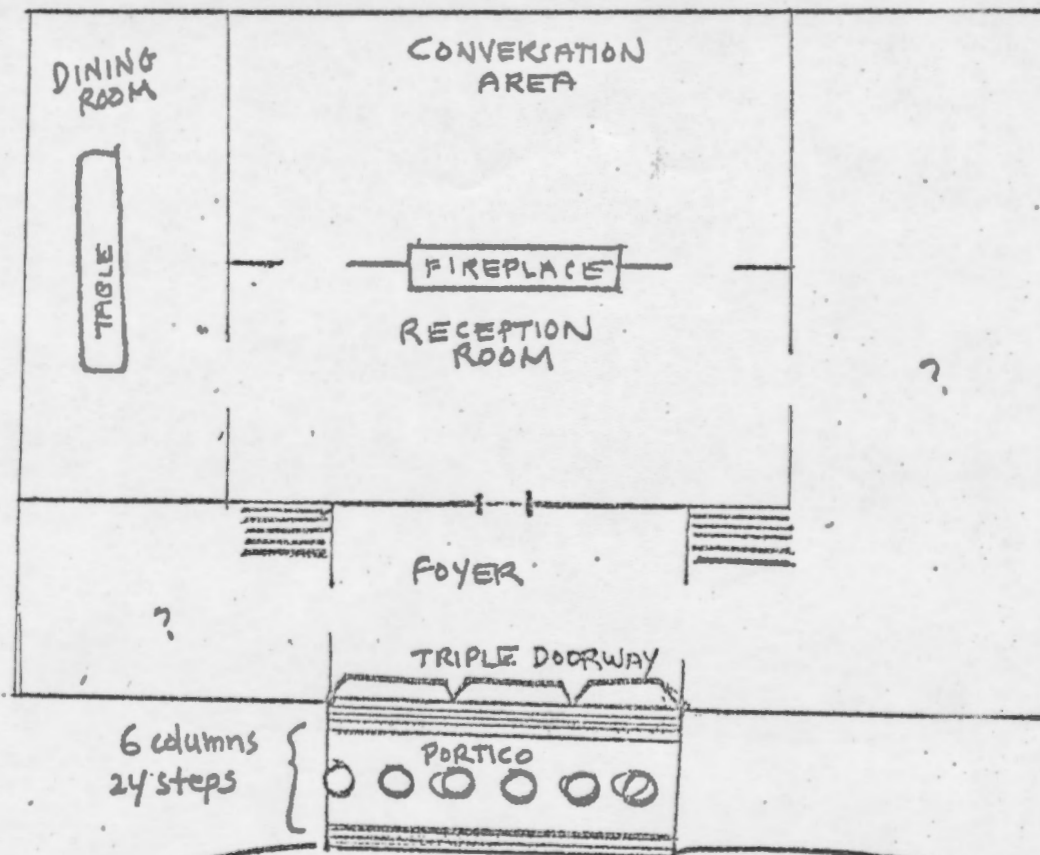 CONVERSATION
AREA
DINING
ROOM
TABLE
FIREPLACE
RECEPTION
ROOM
?
FOYER
?
TRIPLE DOORWAY
6 columns
24 steps
PORTICO